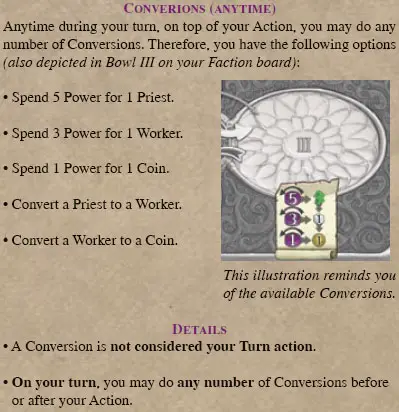 CONVERIONS (ANYTIME)
Anytime during your turn, on top of your Action, you may do any
number of Conversions. Therefore, you have the following options
(also depicted in Bowl III on your Faction board):
• Spend 5 Power for 1 Priest.
• Spend 3 Power for 1 Worker.
• Spend 1 Power for 1 Coin.
• Convert a Priest to a Worker.
• Convert a Worker to a Coin.
III
5
3 1
1 1
This illustration reminds you
of the available Conversions.
DETAILS
• A Conversion is not considered your Turn action.
• On your turn, you may do any number of Conversions before
or after your Action.